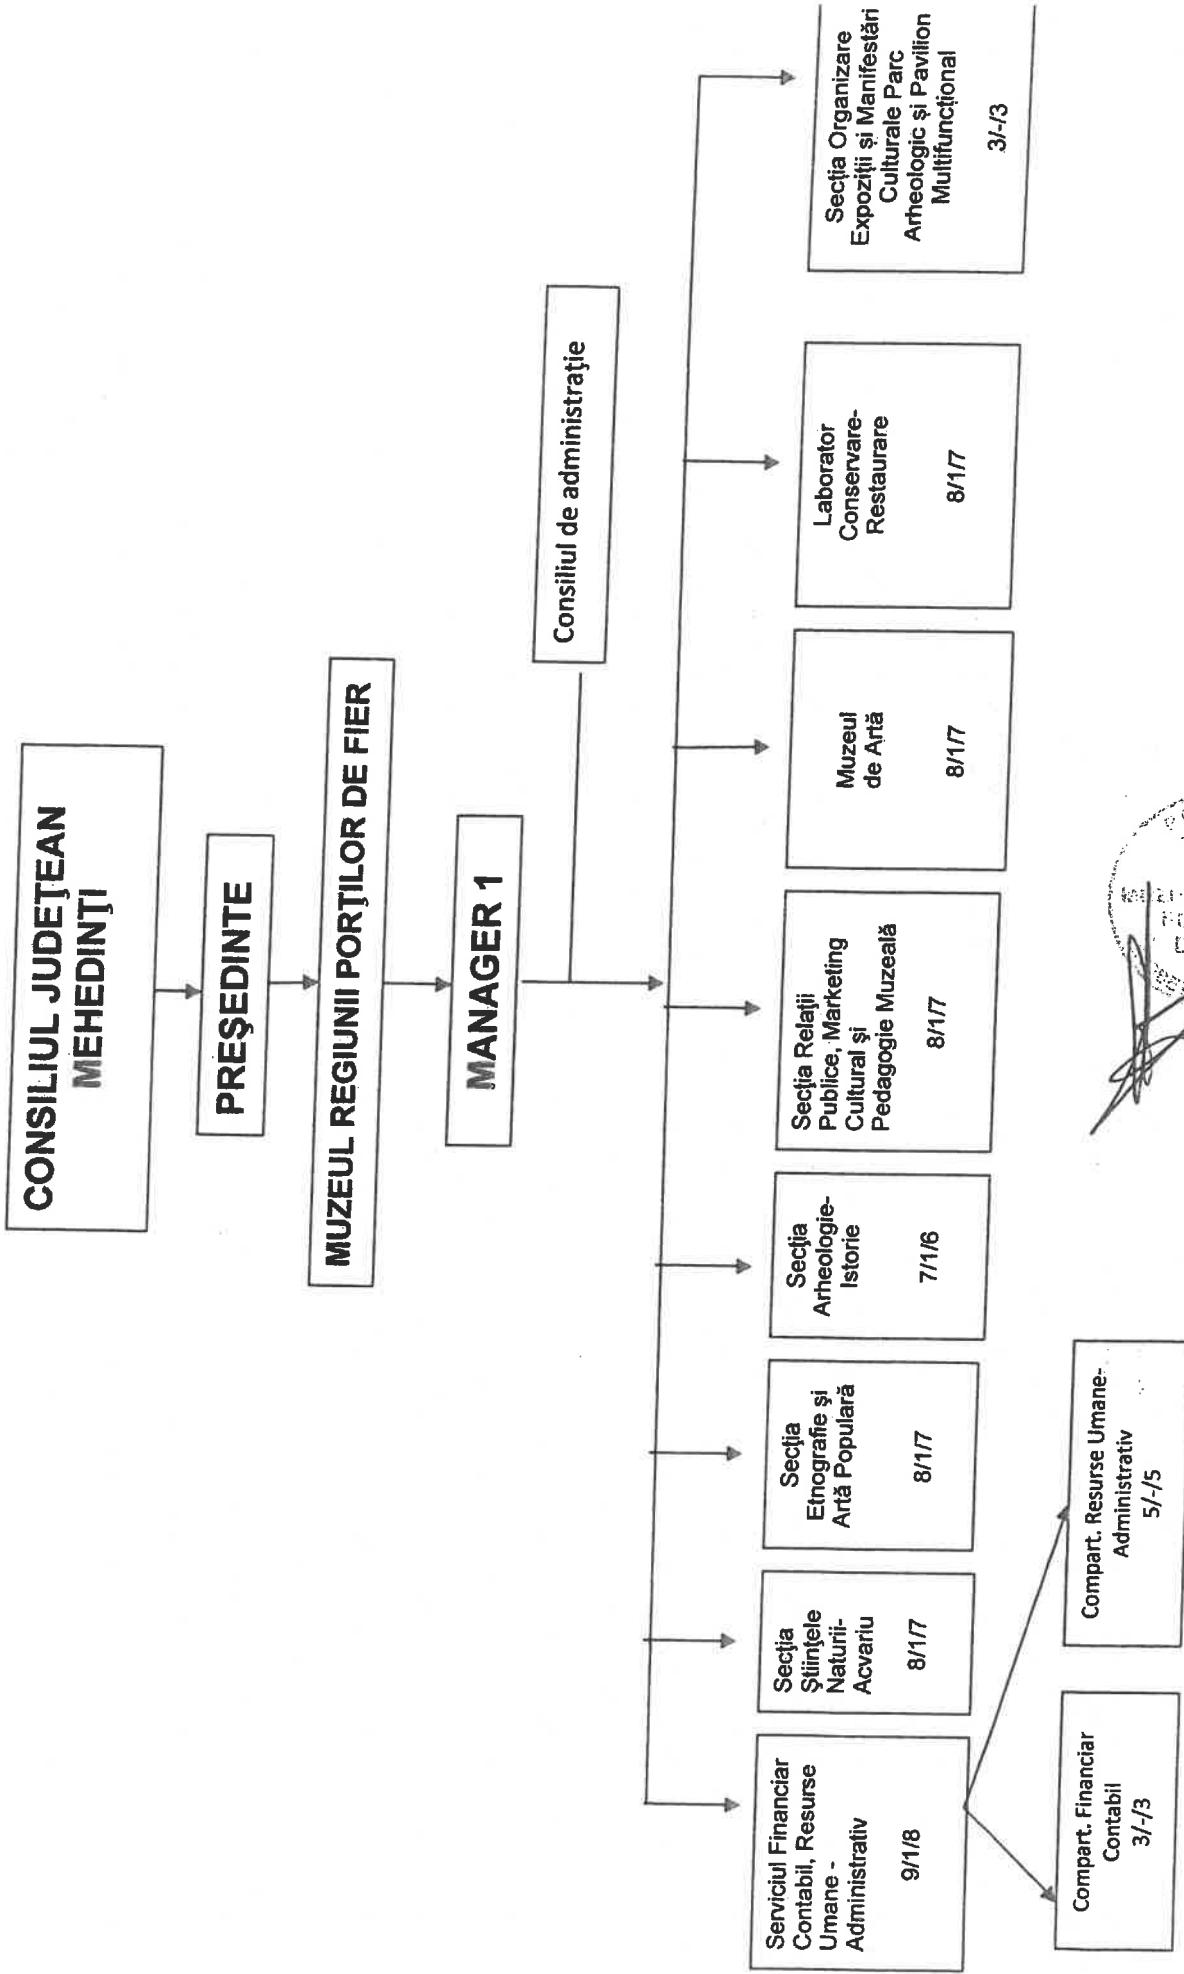 CONSILIUL JUDEŢEAN
MEHEDINŢI
PREŞEDINTE
MUZEUL REGIUNII PORŢILOR DE FIER
MANAGER 1
Consiliul de administraţie
Serviciul Financiar
Contabil, Resurse
Umane -
Administrativ
9/1/8
Secţia
Ştiinţele
Naturii-
Acvariu
8/1/7
Secţia
Etnografie şi
Artă Populară
8/1/7
Secţia
Arheologie-
Istorie
7/1/6
Secţia Relaţii
Publice, Marketing
Cultural şi
Pedagogie Muzeală
8/1/7
Muzeul
de Artă
8/1/7
Laborator
Conservare-
Restaurare
8/1/7
Secţia Organizare
Expoziţii şi Manifestări
Culturale Parc
Arheologic şi Pavilion
Multifuncţional
3/-/3
Compart. Financiar
Contabil
3/-/3
Compart. Resurse Umane-
Administrativ
5/-/5